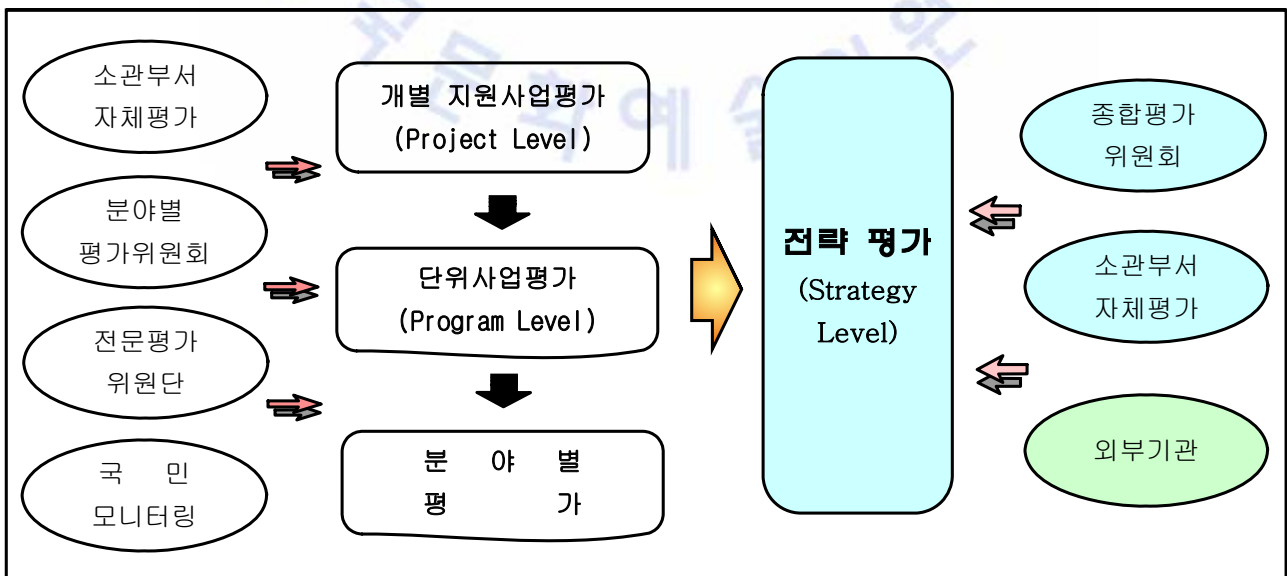 소관부서
자체평가
분야별
평가위원회
전문평가
위원단
국 민
모니터링
개별 지원사업평가
(Project Level)
단위사업평가
(Program Level)
분 야 별
평 가
전략 평가
(Strategy
Level)
종합평가
위원회
소관부서
자체평가
외부기관